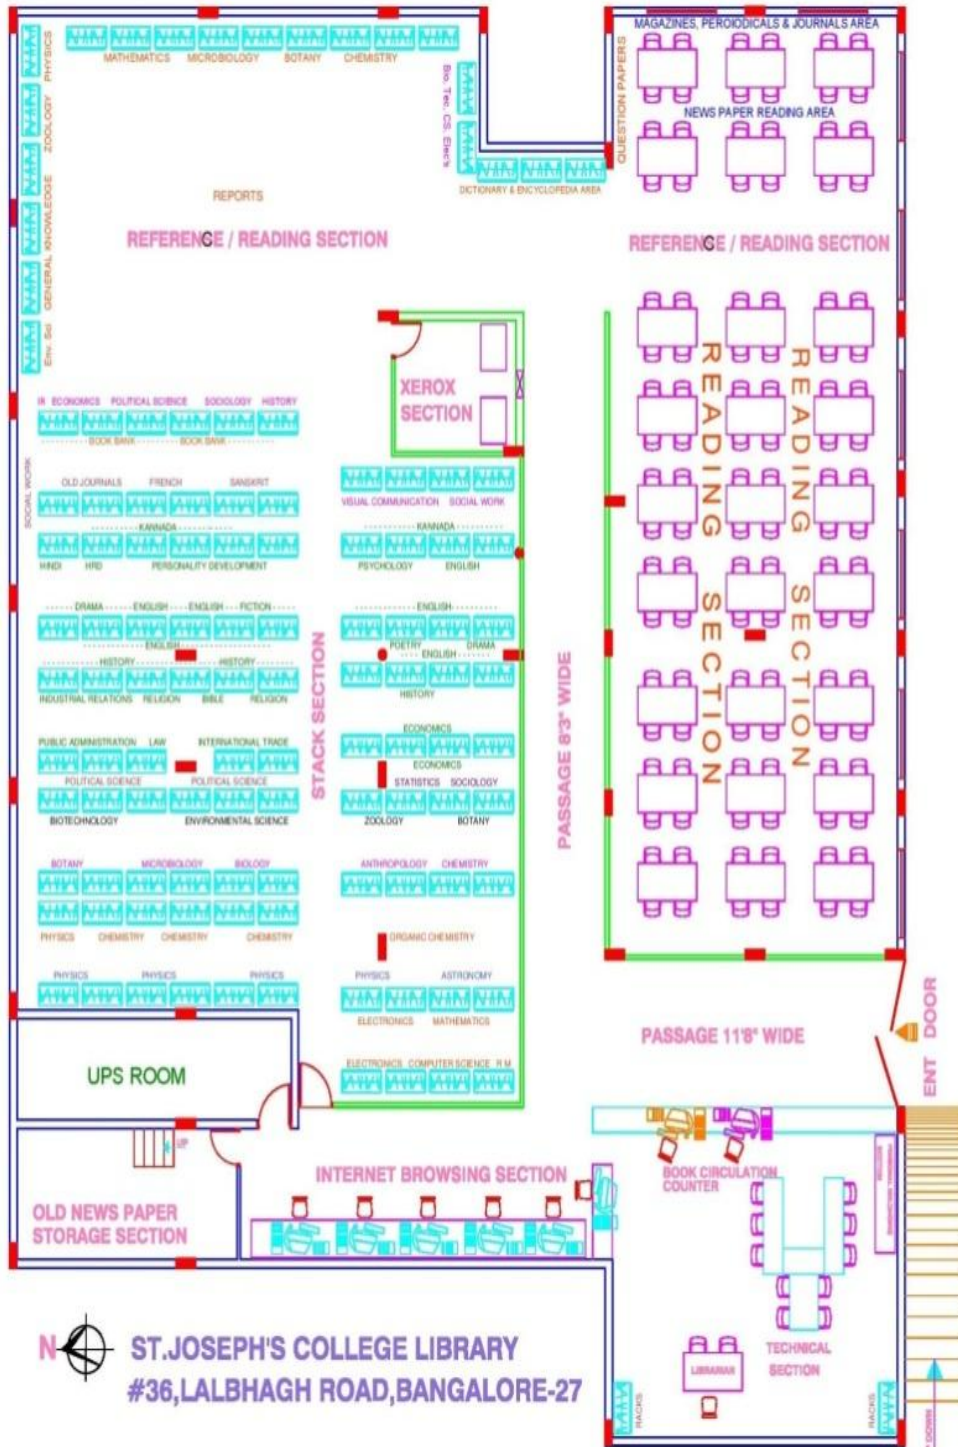 MAGAZINES, PEROIODICALS & JOURNALS AREA
PHYSICS
ZOOLOGY
GENERAL KNOWLEDGE
Env. Sci
MATHEMATICS MICROBIOLOGY BOTANY CHEMISTRY
Bio. Tec. CS. Elec's
QUESTION PAPERS
NEWS PAPER READING AREA
DICTIONARY & ENCYCLOPEDIA AREA
REPORTS
REFERENCE / READING SECTION
REFERENCE / READING SECTION
XEROX
SECTION
READING SECTION
READING SECTION
IR ECONOMICS POLITICAL SCIENCE SOCIOLOGY HISTORY
BOOK BANK BOOK BANK
SOCIAL WORK
OLD JOURNALS FRENCH SANSKRIT
KANNADA
HINDI HRD PERSONALITY DEVELOPMENT
VISUAL COMMUNICATION SOCIAL WORK
KANNADA
PSYCHOLOGY ENGLISH
DRAMA ENGLISH ENGLISH FICTION
ENGLISH
HISTORY HISTORY
INDUSTRIAL RELATIONS RELIGION BIBLE RELIGION
ENGLISH
POETRY DRAMA
ENGLISH
HISTORY
STACK SECTION
PASSAGE 8'3" WIDE
PUBLIC ADMINISTRATION LAW INTERNATIONAL TRADE
POLITICAL SCIENCE POLITICAL SCIENCE
BIOTECHNOLOGY ENVIRONMENTAL SCIENCE
ECONOMICS
ECONOMICS
STATISTICS SOCIOLOGY
ZOOLOGY BOTANY
BOTANY MICROBIOLOGY BIOLOGY
PHYSICS CHEMISTRY CHEMISTRY CHEMISTRY
ANTHROPOLOGY CHEMISTRY
ORGANIC CHEMISTRY
PHYSICS PHYSICS PHYSICS
PHYSICS ASTRONOMY
ELECTRONICS MATHEMATICS
ELECTRONICS COMPUTER SCIENCE R.M
PASSAGE 11'8" WIDE
ENT DOOR
UPS ROOM
UP
OLD NEWS PAPER
STORAGE SECTION
INTERNET BROWSING SECTION
BOOK CIRCULATION
COUNTER
TECHNICAL
SECTION
LIBRARIAN
RACKS
RACKS
DOWN
N
ST.JOSEPH'S COLLEGE LIBRARY
#36,LALBHAGH ROAD,BANGALORE-27